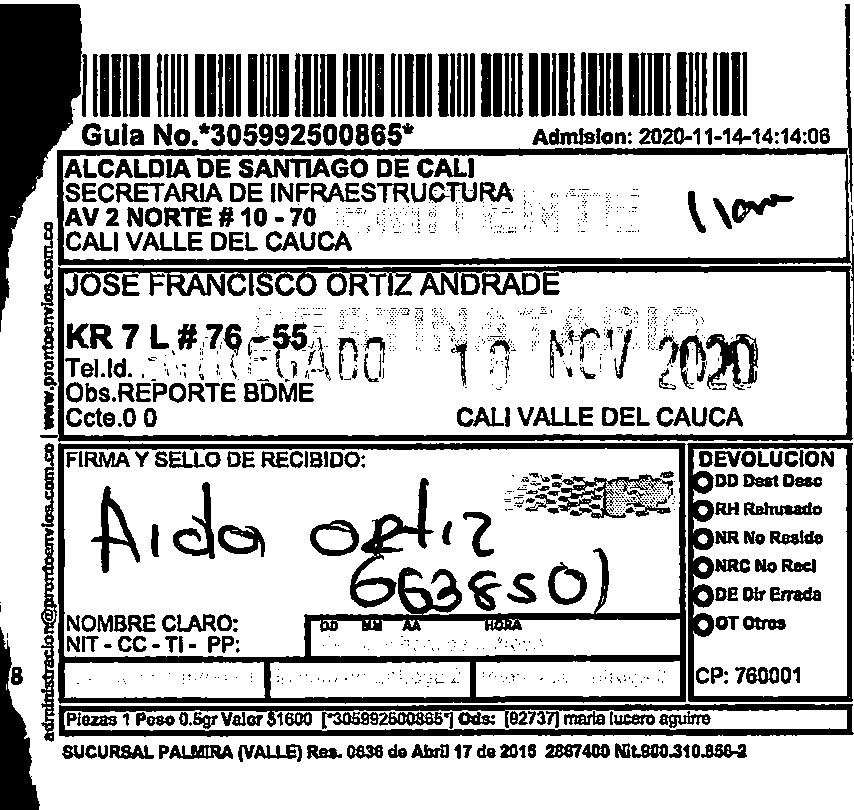 Guia No.*305992500865*
Admision: 2020-11-14-14:14:06
ALCALDIA DE SANTIAGO DE CALI
SECRETARIA DE INFRAESTRUCTURA
AV 2 NORTE # 10 - 70
CALI VALLE DEL CAUCA
JOSE FRANCISCO ORTIZ ANDRADE
DESTINATARIO
KR 7 L # 76 - 55
ENTREGADO NOV 2020
Tel.Id.
Obs.REPORTE BDME
Ccte.0 0
CALI VALLE DEL CAUCA
www.prontoenvios.com.co
administracion@prontoenvios.com.co
FIRMA Y SELLO DE RECIBIDO:
Aida ortiz
6638501
NOMBRE CLARO:
NIT - CC - TI - PP:
DD MM AA HORA
DEVOLUCION
DD Dest Desc
RH Rehusado
NR No Reside
NRC No Recl
DE Dir Errada
OT Otros
CP: 760001
8
Piezas 1 Peso 0.5gr Valor $1600 [*305992500865*] Ods: [92737] maria lucero aguirre
SUCURSAL PALMIRA (VALLE) Res. 0636 de Abril 17 de 2015 2867400 Nit.900.310.856-2